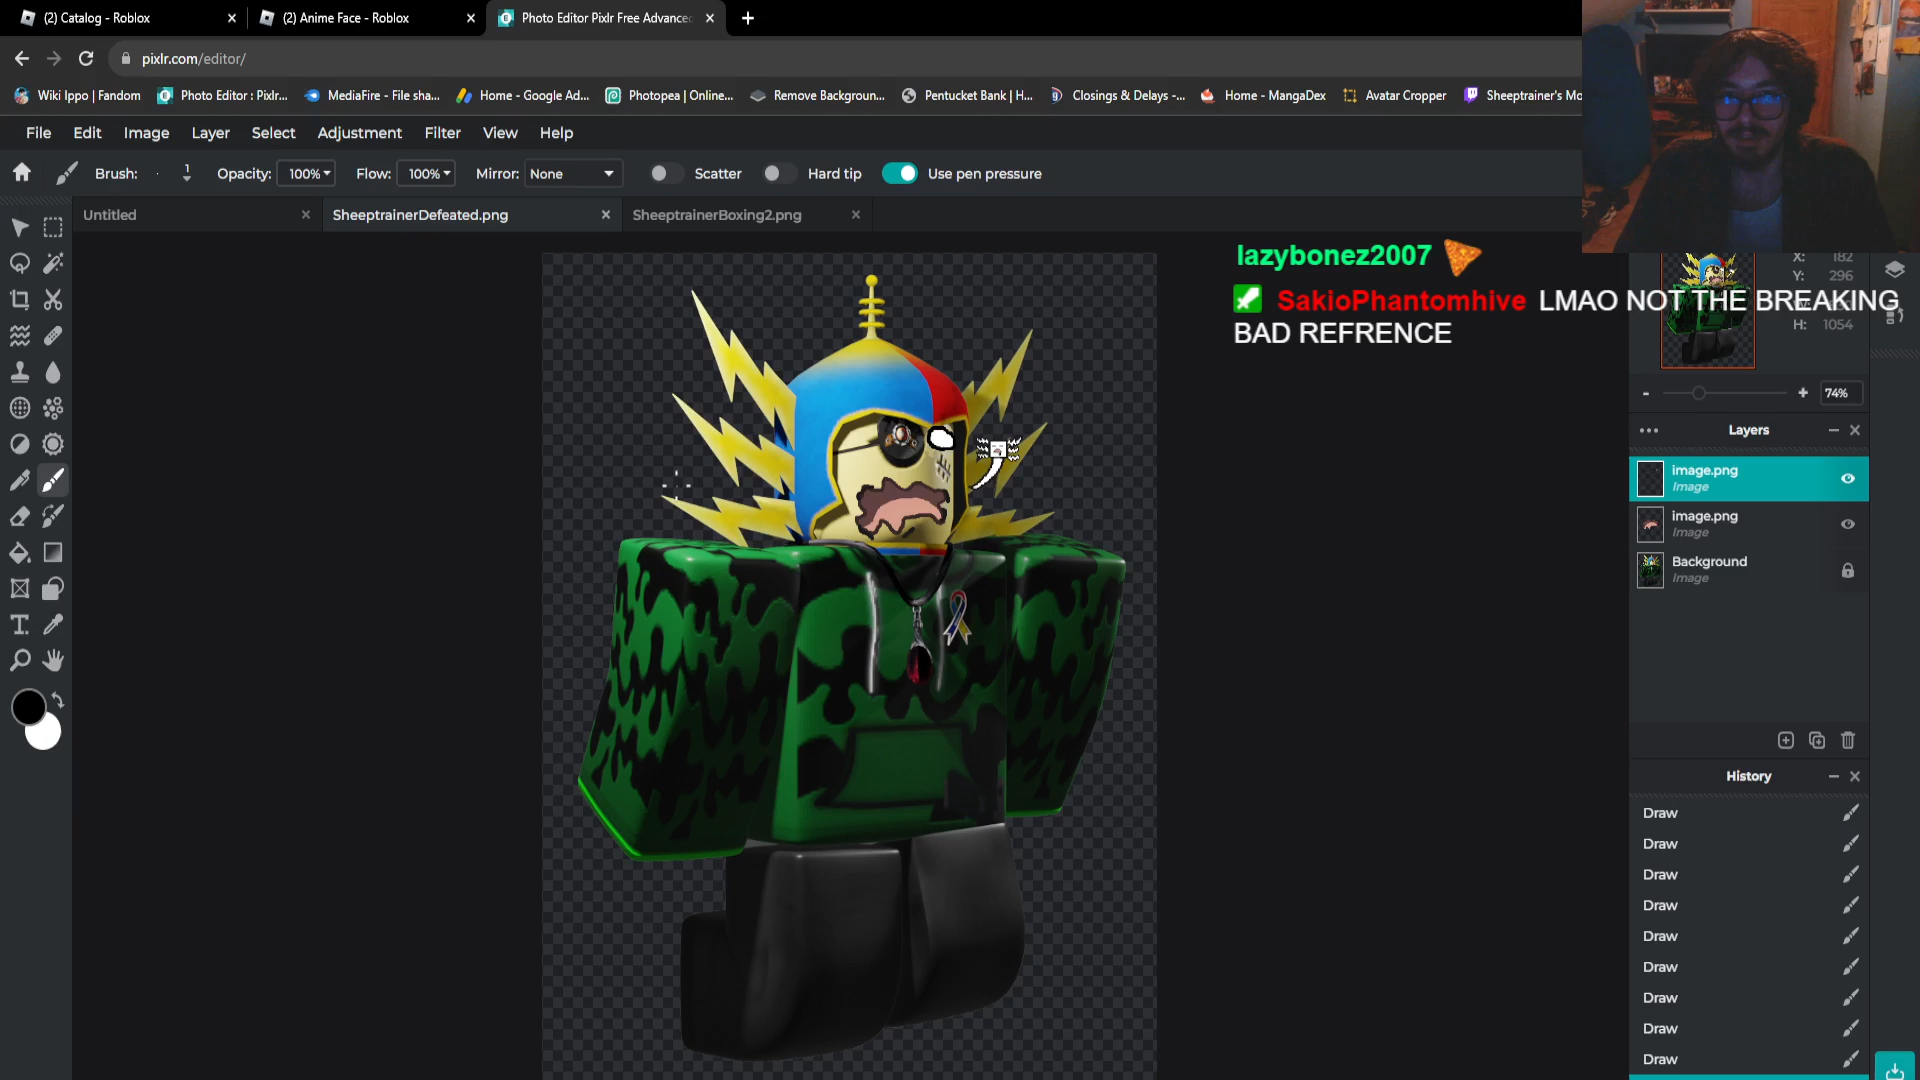 (2) Catalog - Roblox
(2) Anime Face - Roblox
Photo Editor Pixlr Free Advanced
pixlr.com/editor/
Wiki Ippo | Fandom
Photo Editor : Pixlr...
MediaFire - File sha...
Home - Google Ad...
Photopea | Online...
Remove Backgroun...
Pentucket Bank | H...
Closings & Delays -...
Home - MangaDex
Avatar Cropper
Sheeptrainer's Mo
File
Edit
Image
Layer
Select
Adjustment
Filter
View
Help
Brush:
1
Opacity:
100%
Flow:
100%
Mirror:
None
Scatter
Hard tip
Use pen pressure
Untitled
SheeptrainerDefeated.png
SheeptrainerBoxing2.png
lazybonez2007
SakioPhantomhive LMAO NOT THE BREAKING
BAD REFRENCE
X: 182
Y: 296
H: 1054
74%
Layers
image.png
Image
image.png
Image
Background
Image
History
Draw
Draw
Draw
Draw
Draw
Draw
Draw
Draw
Draw